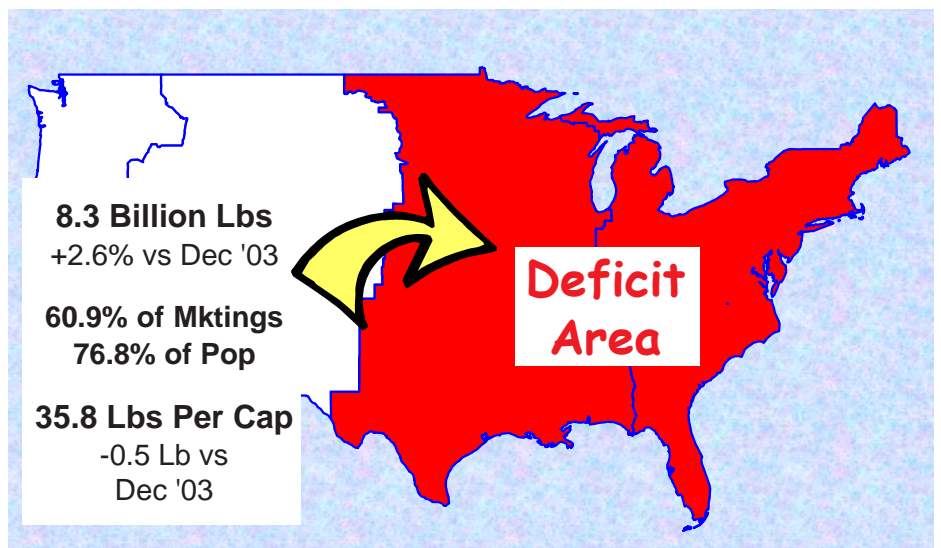 8.3 Billion Lbs
+2.6% vs Dec '03
60.9% of Mktings
76.8% of Pop
35.8 Lbs Per Cap
-0.5 Lb vs
Dec '03
Deficit
Area